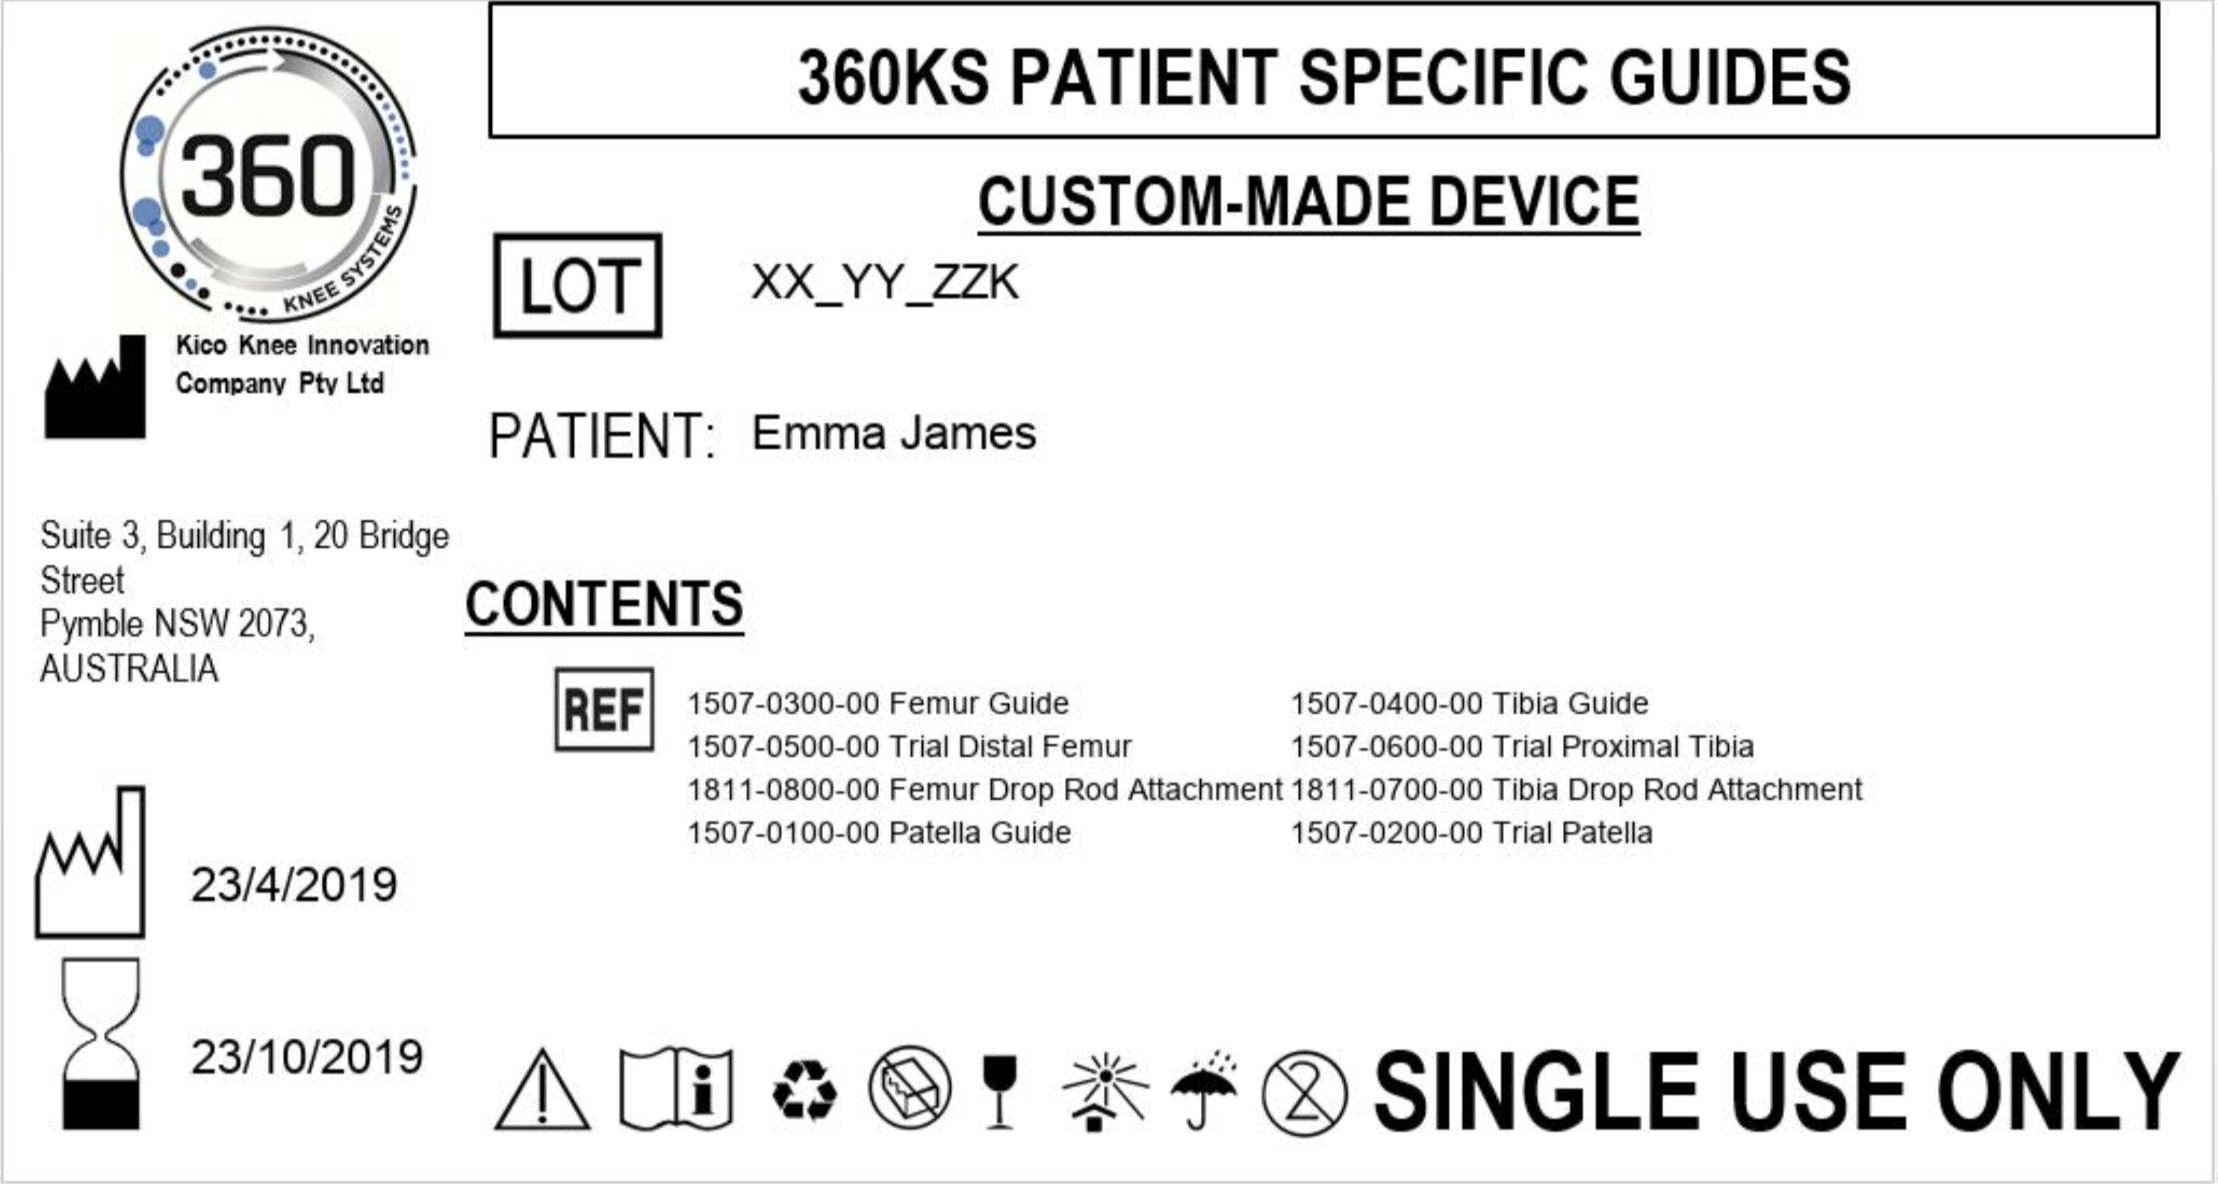 360
KNEE SYSTEMS
360KS PATIENT SPECIFIC GUIDES
CUSTOM-MADE DEVICE
LOT XX_YY_ZZK
Kico Knee Innovation
Company Pty Ltd
PATIENT: Emma James
Suite 3, Building 1, 20 Bridge
Street
Pymble NSW 2073,
AUSTRALIA
CONTENTS
REF
1507-0300-00 Femur Guide 1507-0400-00 Tibia Guide
1507-0500-00 Trial Distal Femur 1507-0600-00 Trial Proximal Tibia
1811-0800-00 Femur Drop Rod Attachment 1811-0700-00 Tibia Drop Rod Attachment
1507-0100-00 Patella Guide 1507-0200-00 Trial Patella
23/4/2019
23/10/2019
i
2
SINGLE USE ONLY